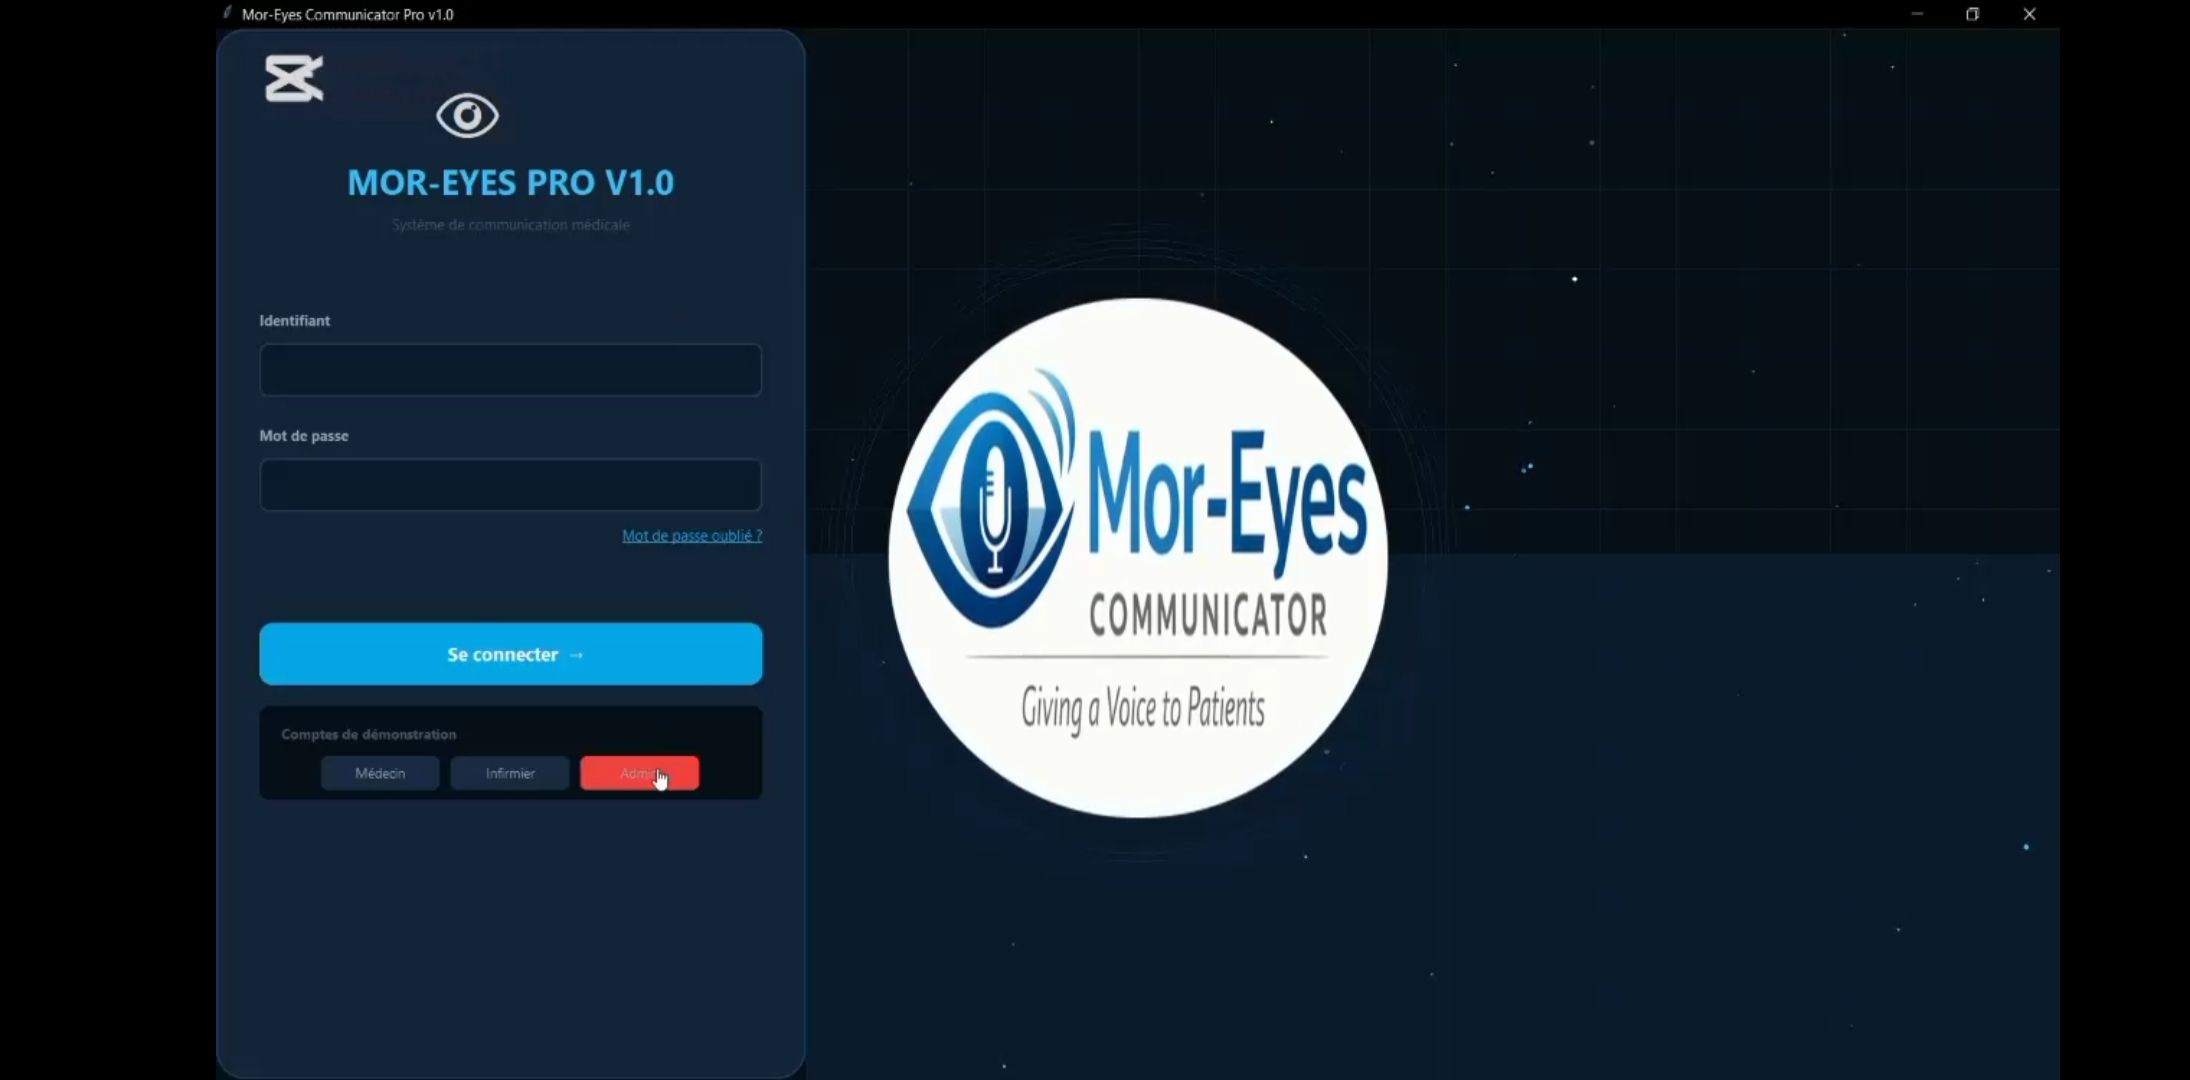 Mor-Eyes Communicator Pro v1.0
MOR-EYES PRO V1.0
Système de communication médicale
Identifiant
Mot de passe
Mot de passe oublié ?
Se connecter →
Comptes de démonstration
Médecin
Infirmier
Mor-Eyes
COMMUNICATOR
Giving a Voice to Patients